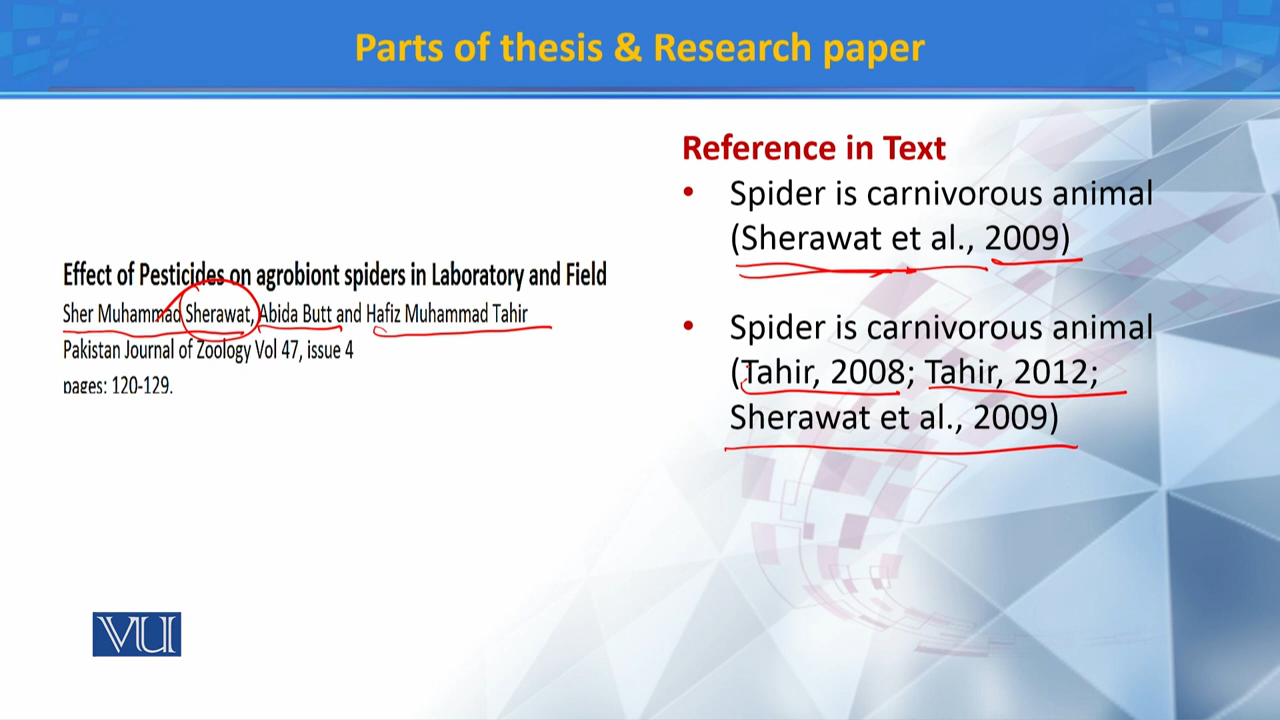 Parts of thesis & Research paper
Effect of Pesticides on agrobiont spiders in Laboratory and Field
Sher Muhammad Sherawat, Abida Butt and Hafiz Muhammad Tahir
Pakistan Journal of Zoology Vol 47, issue 4
pages: 120-129.
Reference in Text
• Spider is carnivorous animal
(Sherawat et al., 2009)
• Spider is carnivorous animal
(Tahir, 2008; Tahir, 2012;
Sherawat et al., 2009)
VU